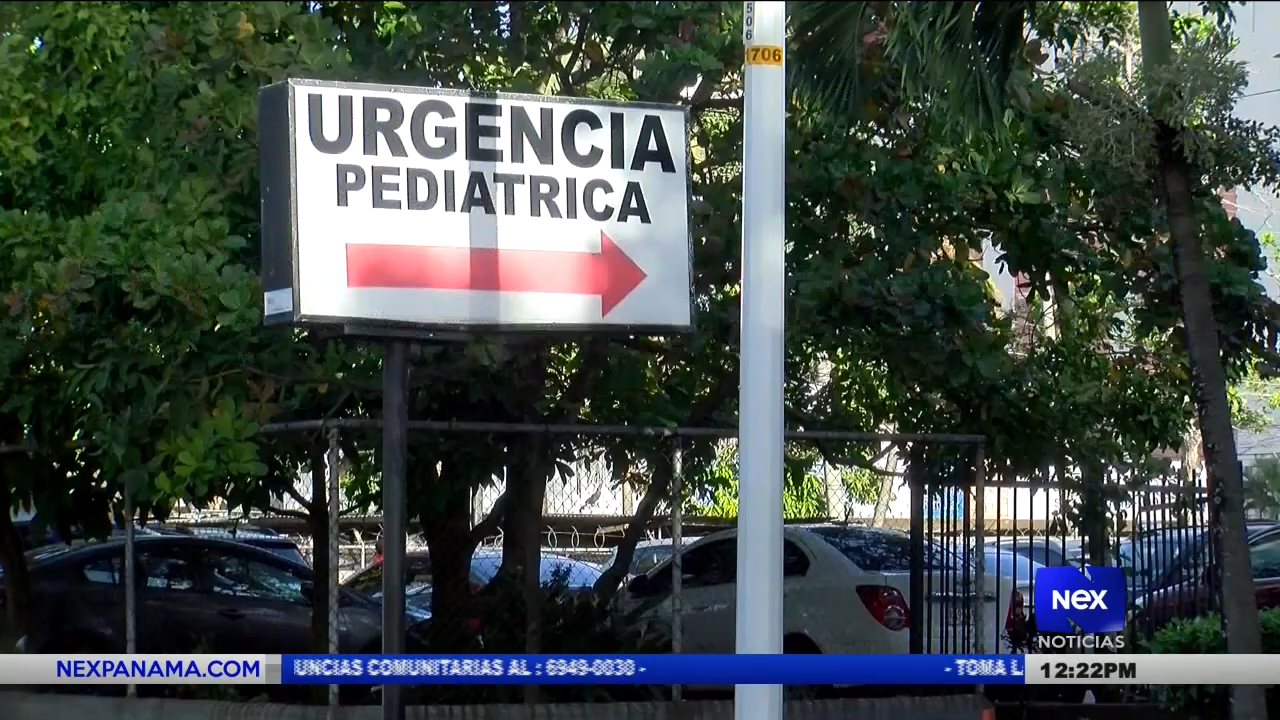 506
706
URGENCIA
PEDIATRICA
NEX
NOTICIAS
NEXPANAMA.COM
UNCIAS COMUNITARIAS AL : 6949-0030 -
- TOMA L
12:22PM